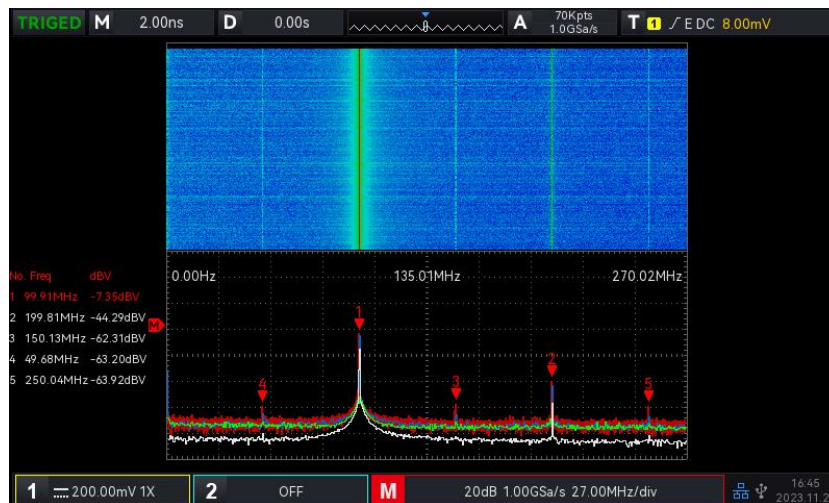 TRIGED M 2.00ns D 0.00s A 70Kpts 1.0GSa/s T 1 E DC 8.00mV
No. Freq dBV
1 99.91MHz -7.35dBV
2 199.81MHz -44.29dBV
3 150.13MHz -62.31dBV
4 49.68MHz -63.20dBV
5 250.04MHz -63.92dBV
0.00Hz 135.01MHz 270.02MHz
M
1
2
3
4
5
1 200.00mV 1X 2 OFF M 20dB 1.00GSa/s 27.00MHz/div
16:45
2023.11.2